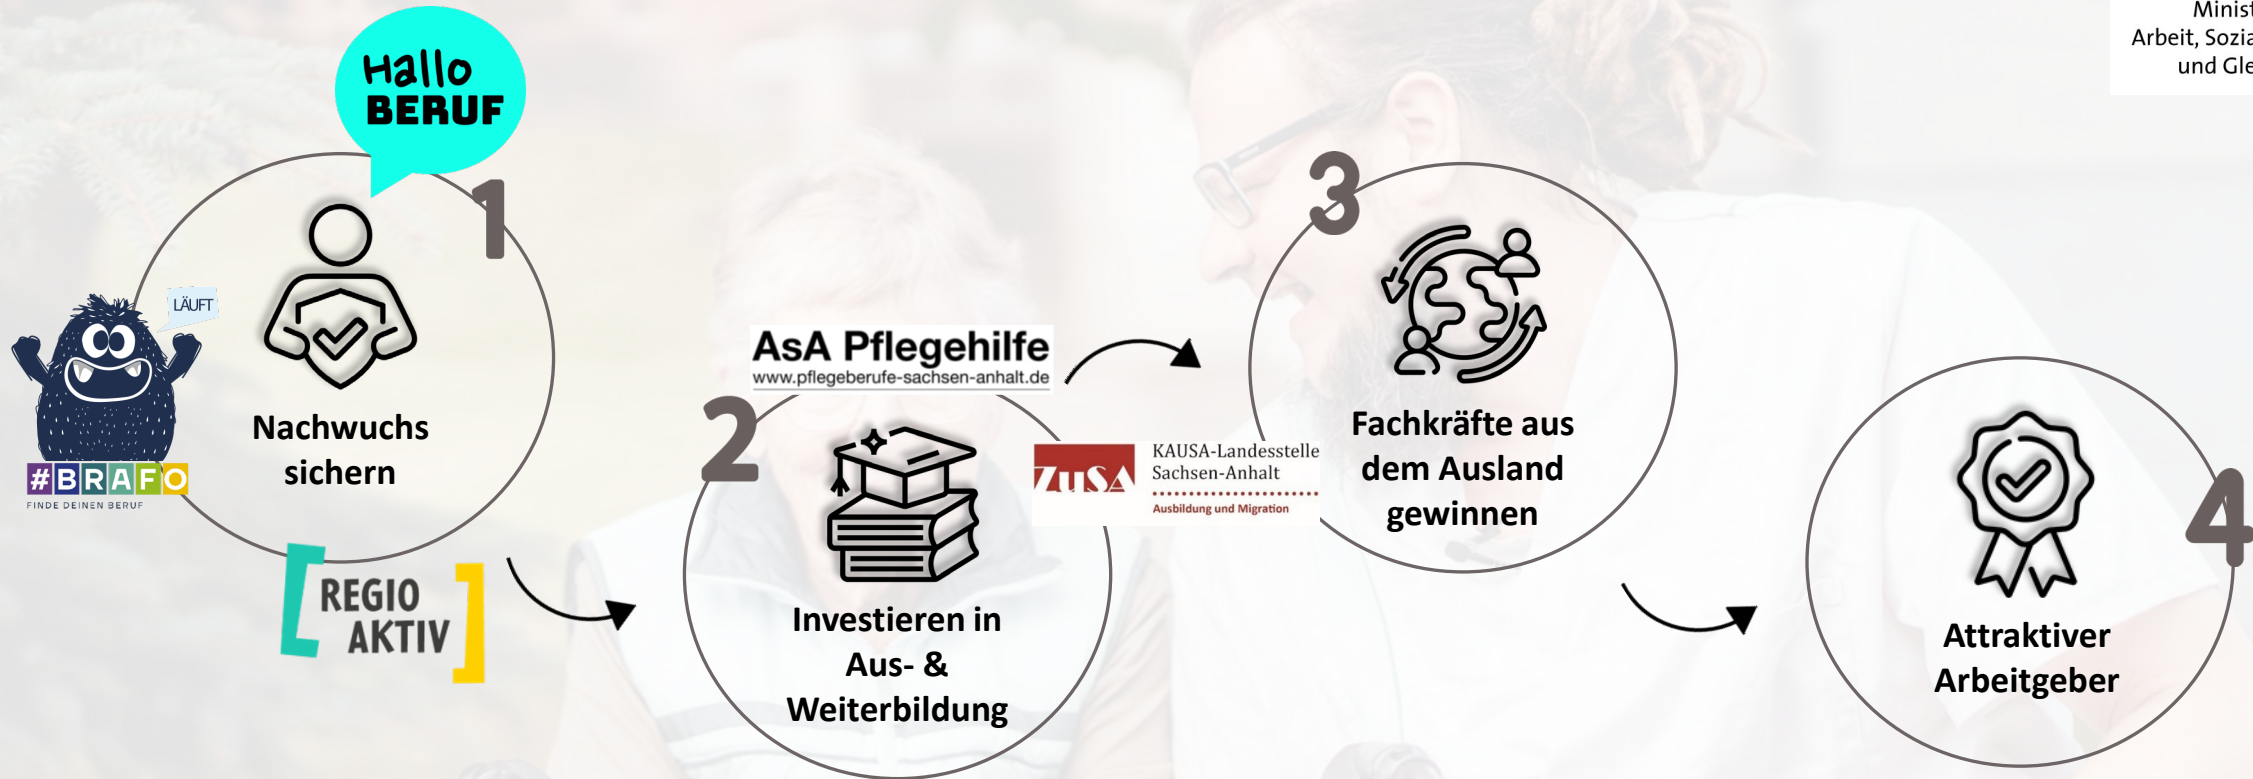 Minist
Arbeit, Sozia
und Gle
Hallo
BERUF
1
LÄUFT
Nachwuchs
sichern
#BRAFO
FINDE DEINEN BERUF
REGIO
AKTIV
AsA Pflegehilfe
www.pflegeberufe-sachsen-anhalt.de
2
Investieren in
Aus- &
Weiterbildung
ZuSA
KAUSA-Landesstelle
Sachsen-Anhalt
Ausbildung und Migration
3
Fachkräfte aus
dem Ausland
gewinnen
4
Attraktiver
Arbeitgeber